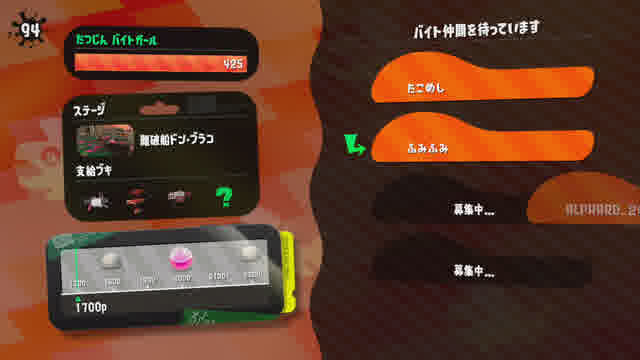 94
たつじん バイトガール
425
ステージ
難破船ドン・ブラコ
支給ブキ
?
1700p
バイト仲間を待っています
たこめし
ふみふみ
募集中...
募集中...